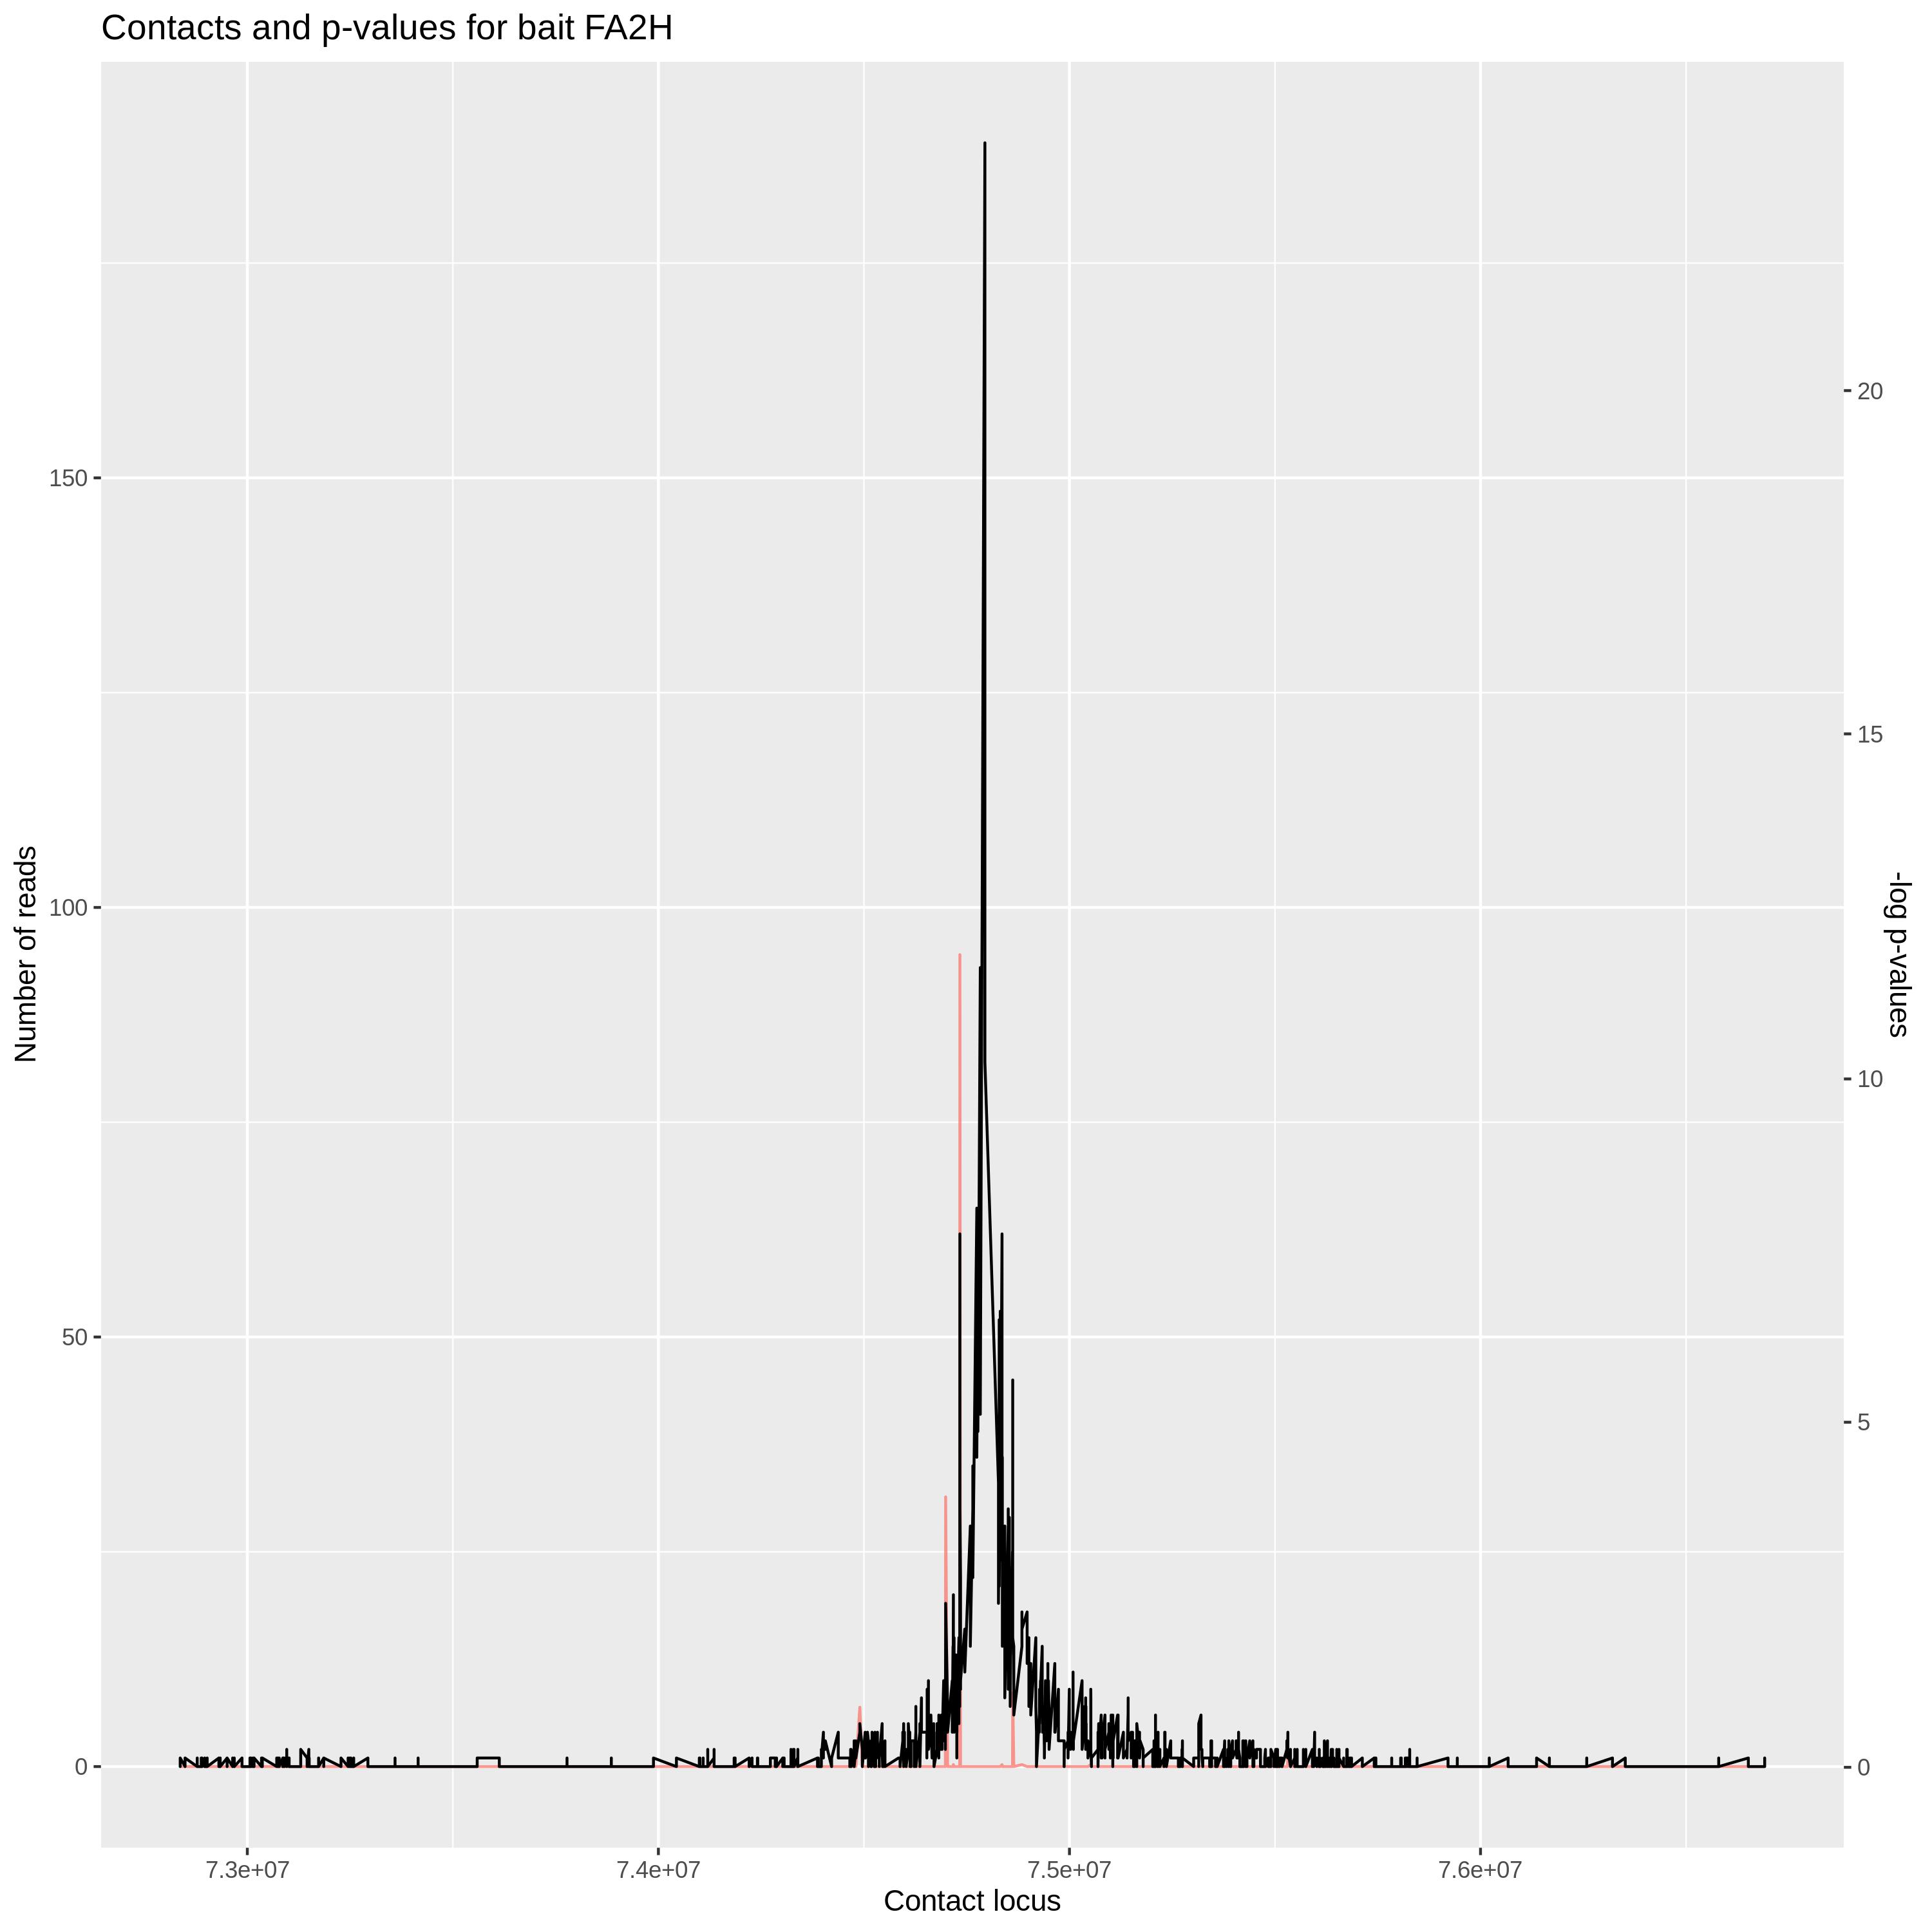 Contacts and p-values for bait FA2H
150
100
50
0
20
15
10
5
0
Number of reads
-log p-values
7.3e+07
7.4e+07
7.5e+07
7.6e+07
Contact locus